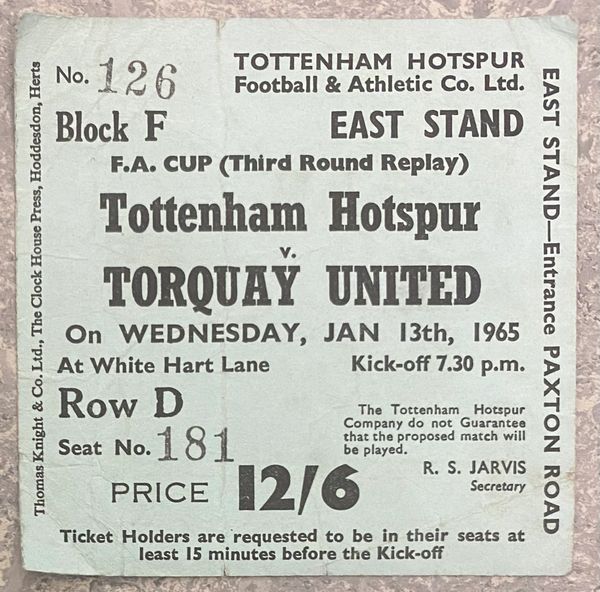 No. 126
TOTTENHAM HOTSPUR
Football & Athletic Co. Ltd.
Block F
EAST STAND
F.A. CUP (Third Round Replay)
Tottenham Hotspur
v.
TORQUAY UNITED
On WEDNESDAY, JAN 13th, 1965
At White Hart Lane
Kick-off 7.30 p.m.
Row D
Seat No. 181
The Tottenham Hotspur
Company do not Guarantee
that the proposed match will
be played.
R. S. JARVIS
Secretary
PRICE 12/6
Ticket Holders are requested to be in their seats at
least 15 minutes before the Kick-off
EAST STAND—Entrance PAXTON ROAD
Thomas Knight & Co. Ltd., The Clock House Press, Hoddesdon, Herts